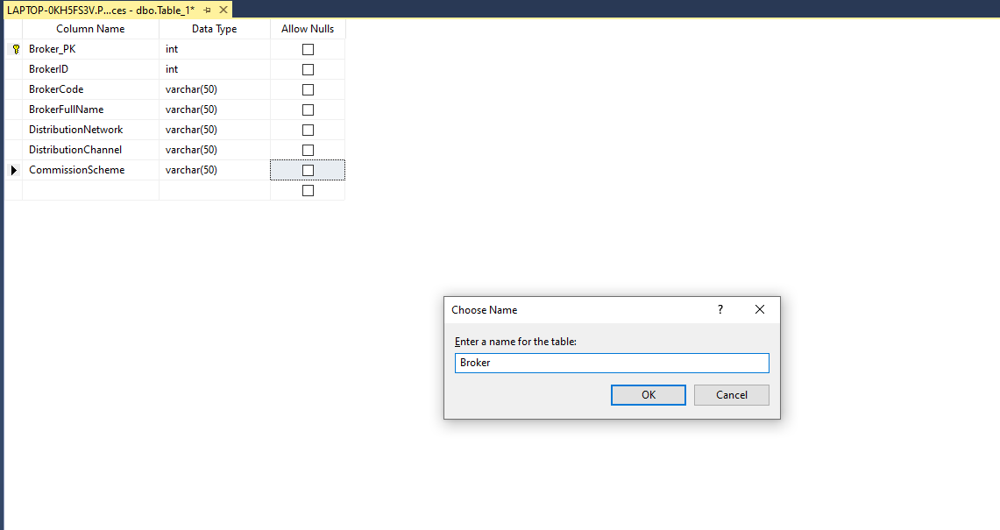 LAPTOP-0KH5FS3V.P...ces - dbo.Table_1*
Column Name Data Type Allow Nulls
Broker_PK int
BrokerID int
BrokerCode varchar(50)
BrokerFullName varchar(50)
DistributionNetwork varchar(50)
DistributionChannel varchar(50)
CommissionScheme varchar(50)
Choose Name ?
Enter a name for the table:
Broker
OK Cancel